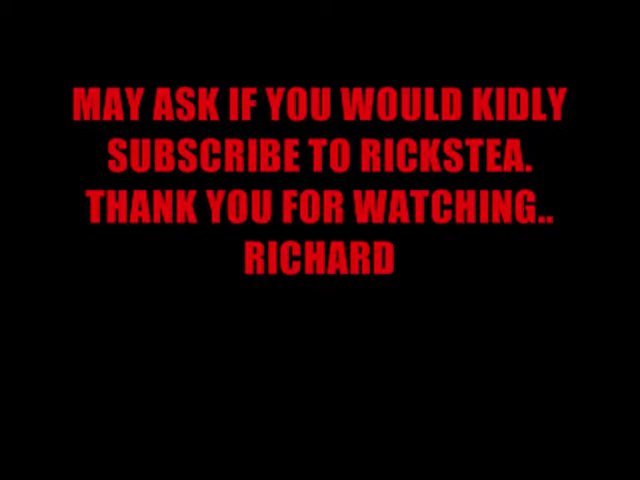 MAY ASK IF YOU WOULD KIDLY
SUBSCRIBE TO RICKSTEA.
THANK YOU FOR WATCHING..
RICHARD